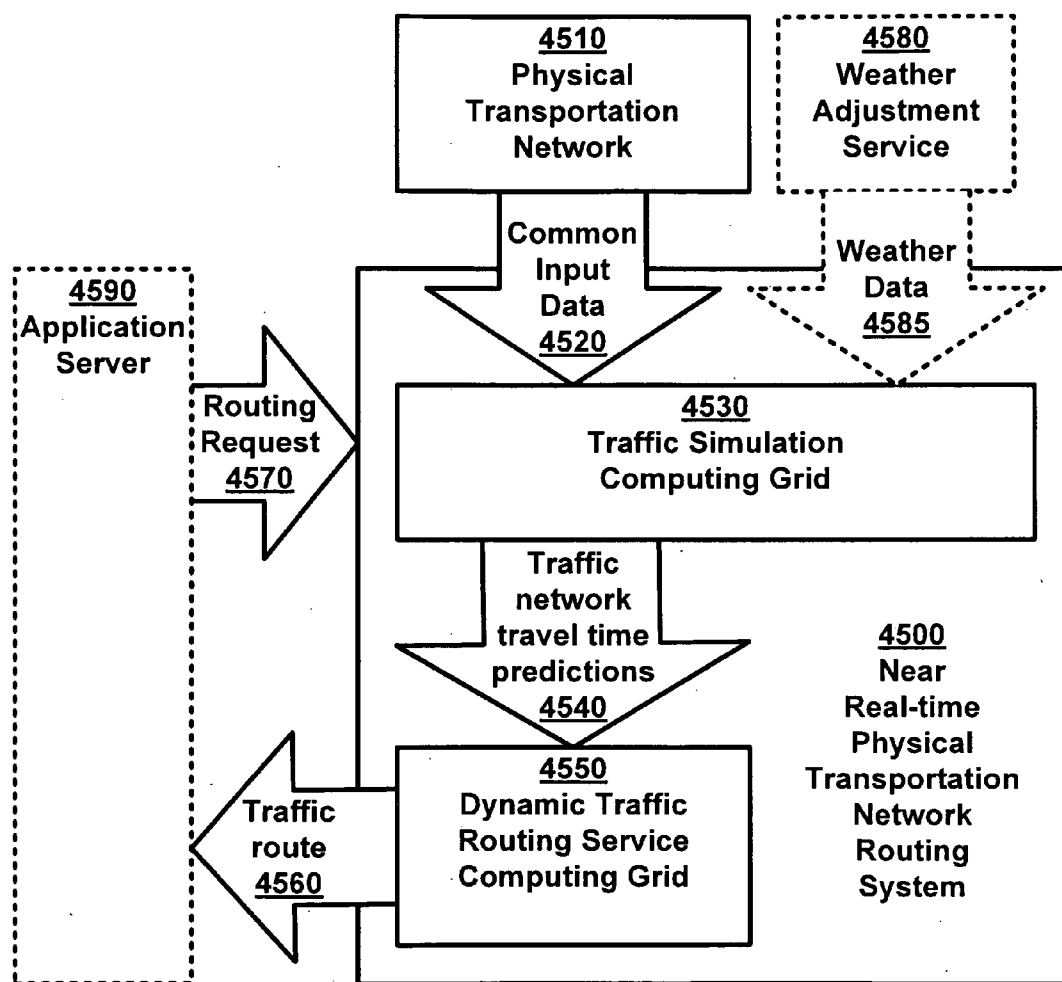 4510
Physical
Transportation
Network
4580
Weather
Adjustment
Service
Common
Input
Data
4520
Weather
Data
4585
4590
Application
Server
Routing
Request
4570
4530
Traffic Simulation
Computing Grid
Traffic
network
travel time
predictions
4540
4500
Near
Real-time
Physical
Transportation
Network
Routing
System
4550
Dynamic Traffic
Routing Service
Computing Grid
Traffic
route
4560